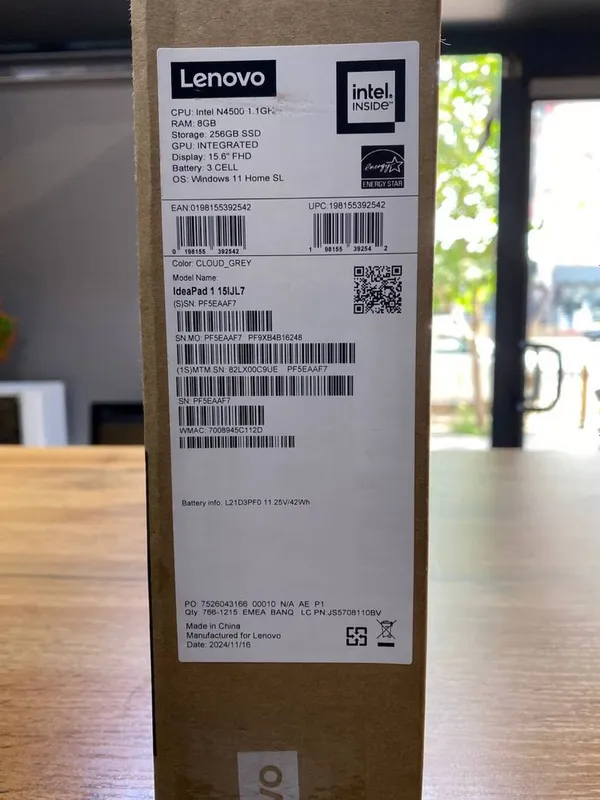 Lenovo
intel.
INSIDE™
CPU: Intel N4500 1.1GH
RAM: 8GB
Storage: 256GB SSD
GPU: INTEGRATED
Display: 15.6" FHD
Battery: 3 CELL
OS: Windows 11 Home SL
energy
ENERGY STAR
EAN:0198155392542
UPC:198155392542
0 198155 392542
1 98155 39254 2
Color: CLOUD_GREY
Model Name:
IdeaPad 1 15IJL7
(S)SN: PF5EAAF7
SN.MO: PF5EAAF7 PF9XB4B16248
(1S)MTM.SN: 82LX00C9UE PF5EAAF7
SN: PF5EAAF7
WMAC: 7008945C112D
Battery info: L21D3PF0 11.25V/42Wh
PO: 7526043166 00010 N/A AE P1
Qty: 766-1215 EMEA BANQ LC PN:JS5708110BV
Made in China
Manufactured for Lenovo
Date: 2024/11/16